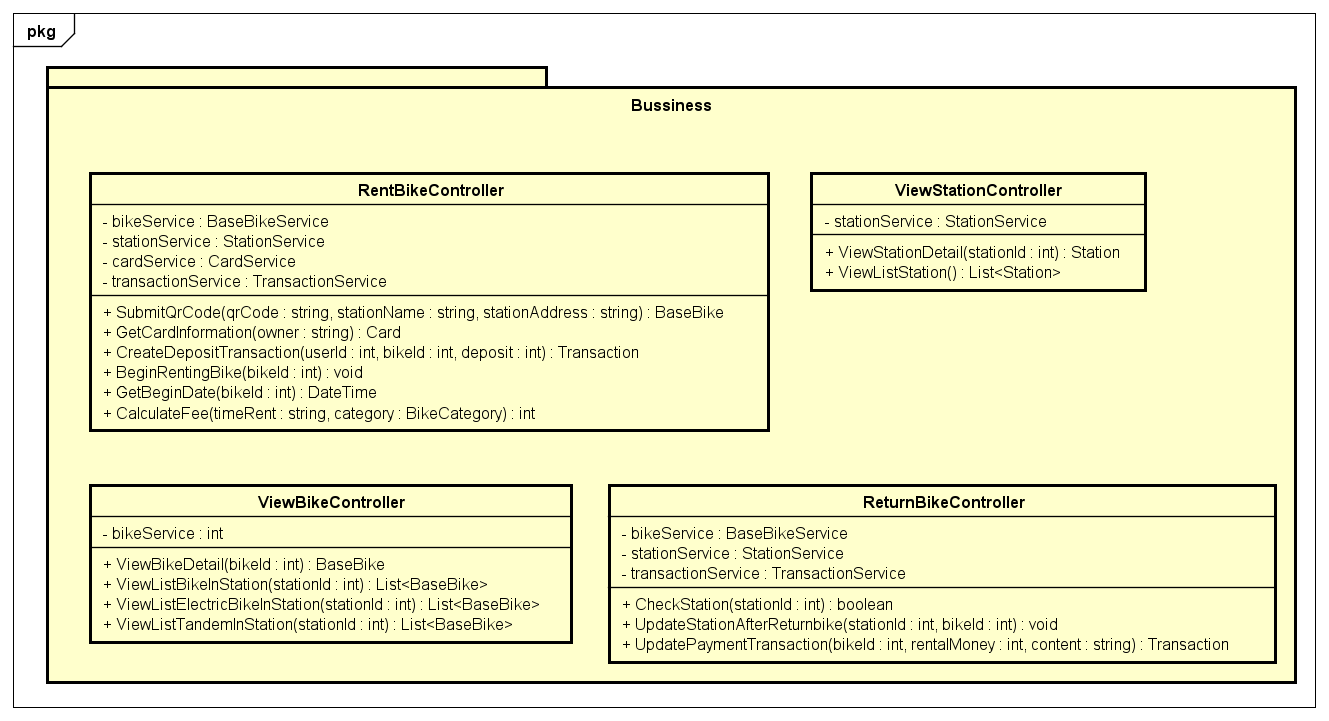 pkg
Bussiness
RentBikeController
- bikeService : BaseBikeService
- stationService : StationService
- cardService : CardService
- transactionService : TransactionService
+ SubmitQrCode(qrCode : string, stationName : string, stationAddress : string) : BaseBike
+ GetCardInformation(owner : string) : Card
+ CreateDepositTransaction(userId : int, bikeId : int, deposit : int) : Transaction
+ BeginRentingBike(bikeId : int) : void
+ GetBeginDate(bikeId : int) : DateTime
+ CalculateFee(timeRent : string, category : BikeCategory) : int
ViewStationController
- stationService : StationService
+ ViewStationDetail(stationId : int) : Station
+ ViewListStation() : List<Station>
ViewBikeController
- bikeService : int
+ ViewBikeDetail(bikeId : int) : BaseBike
+ ViewListBikeInStation(stationId : int) : List<BaseBike>
+ ViewListElectricBikeInStation(stationId : int) : List<BaseBike>
+ ViewListTandemInStation(stationId : int) : List<BaseBike>
ReturnBikeController
- bikeService : BaseBikeService
- stationService : StationService
- transactionService : TransactionService
+ CheckStation(stationId : int) : boolean
+ UpdateStationAfterReturnbike(stationId : int, bikeId : int) : void
+ UpdatePaymentTransaction(bikeId : int, rentalMoney : int, content : string) : Transaction